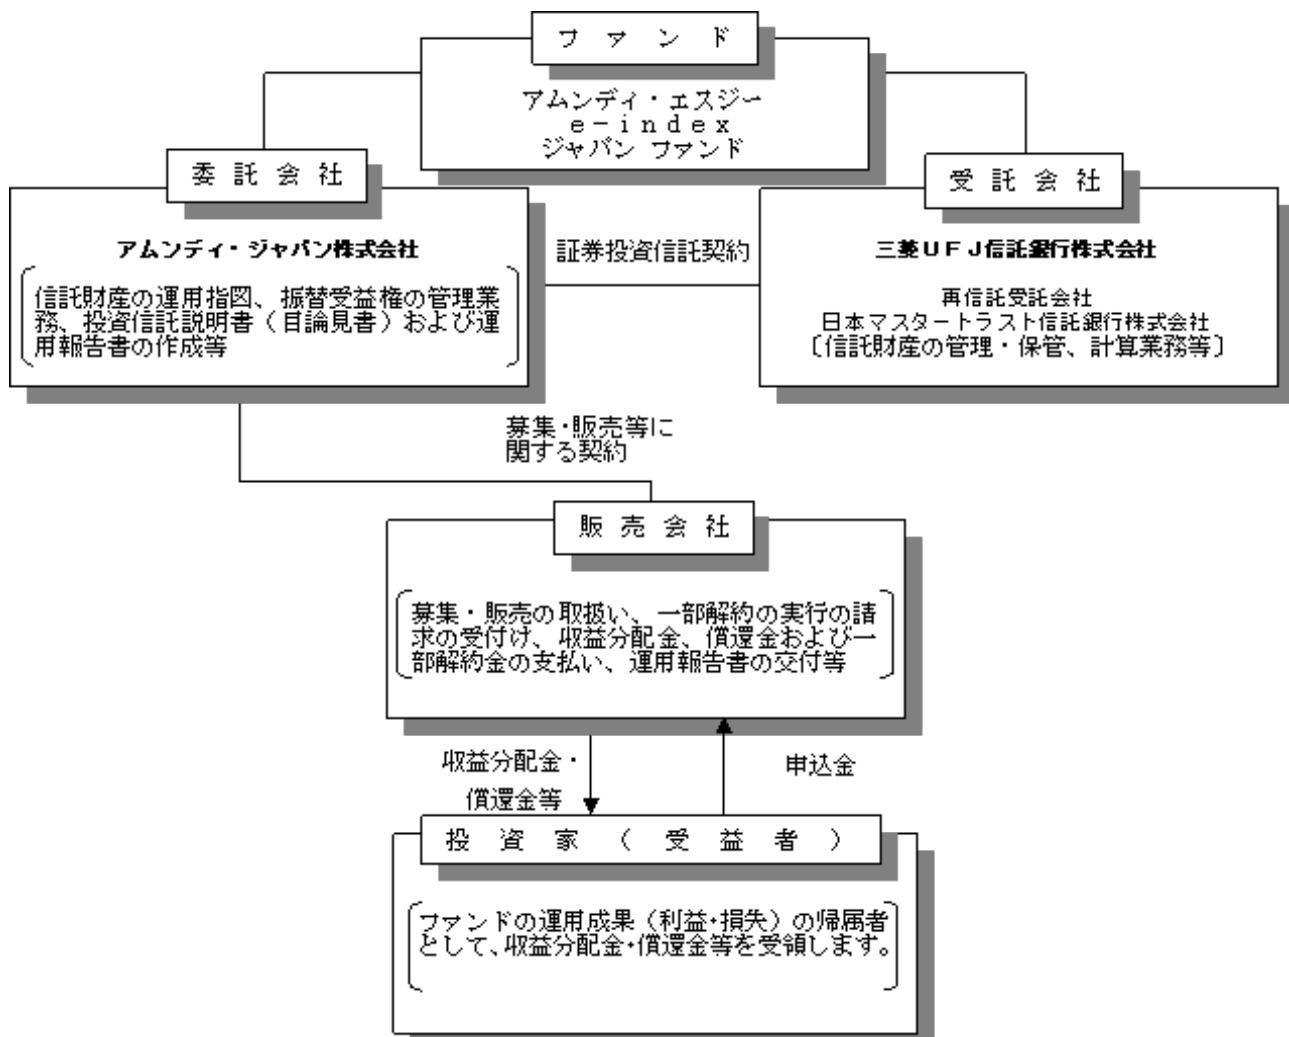 ファンド
アムンディ・エスジー
e－index
ジャパン ファンド
委託会社
アムンディ・ジャパン株式会社
信託財産の運用指図、振替受益権の管理業
務、投資信託説明書（目論見書）および運
用報告書の作成等
証券投資信託契約
受託会社
三菱ＵＦＪ信託銀行株式会社
再信託受託会社
日本マスタートラスト信託銀行株式会社
〔信託財産の管理・保管、計算業務等〕
募集・販売等に
関する契約
販売会社
募集・販売の取扱い、一部解約の実行の請
求の受付け、収益分配金、償還金および一
部解約金の支払い、運用報告書の交付等
収益分配金・
償還金等
申込金
投資家（受益者）
ファンドの運用成果（利益・損失）の帰属者
として、収益分配金・償還金等を受領します。